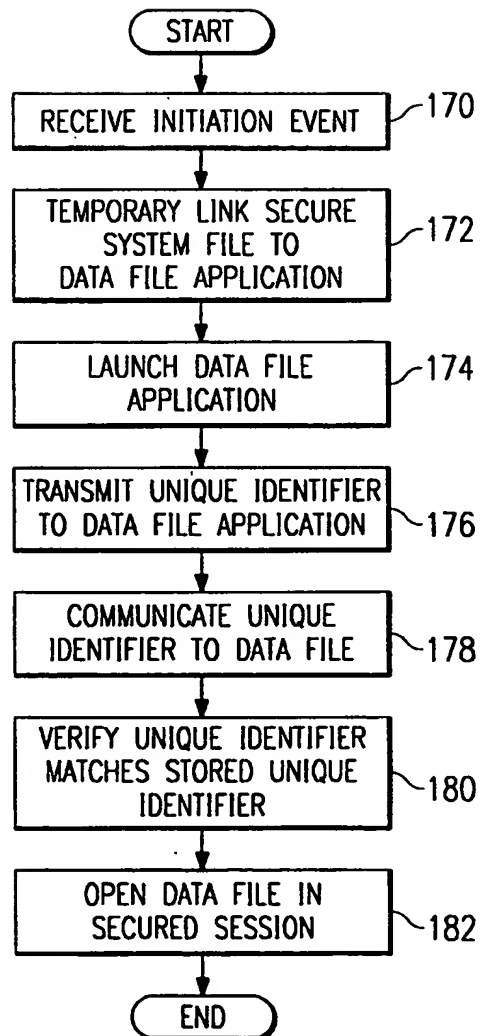 START
RECEIVE INITIATION EVENT
170
TEMPORARY LINK SECURE
SYSTEM FILE TO
DATA FILE APPLICATION
172
LAUNCH DATA FILE
APPLICATION
174
TRANSMIT UNIQUE IDENTIFIER
TO DATA FILE APPLICATION
176
COMMUNICATE UNIQUE
IDENTIFIER TO DATA FILE
178
VERIFY UNIQUE IDENTIFIER
MATCHES STORED UNIQUE
IDENTIFIER
180
OPEN DATA FILE IN
SECURED SESSION
182
END